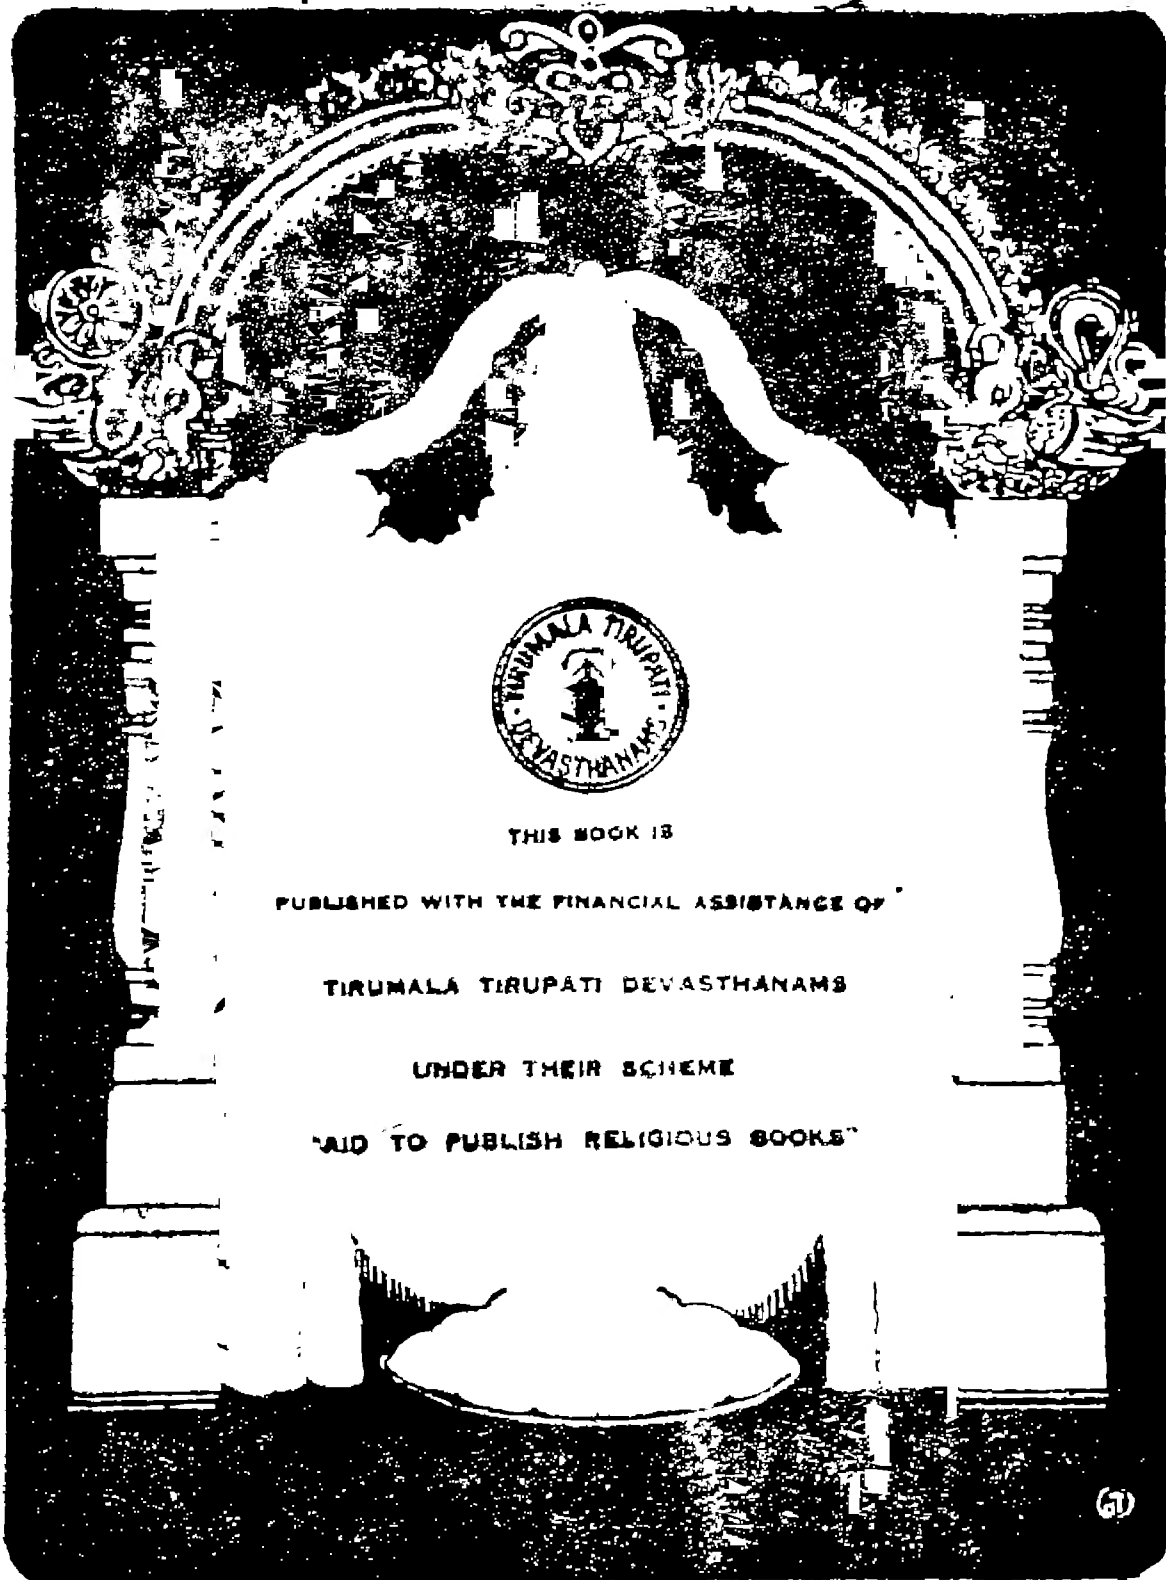 TIRUMALA TIRUPATI
DEVASTHANAMS
THIS BOOK IS
PUBLISHED WITH THE FINANCIAL ASSISTANCE OF
TIRUMALA TIRUPATI DEVASTHANAMS
UNDER THEIR SCHEME
"AID TO PUBLISH RELIGIOUS BOOKS"